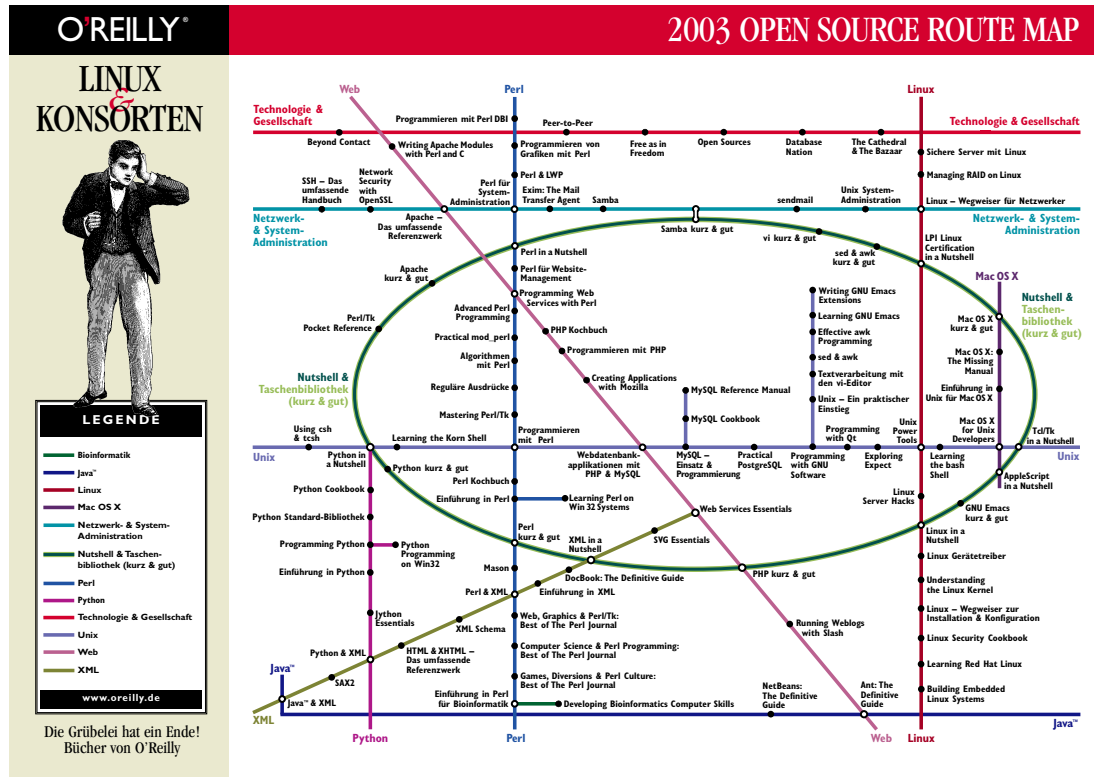 O'REILLY®
2003 OPEN SOURCE ROUTE MAP
LINUX
&
KONSORTEN
LEGENDE
Bioinformatik
Java™
Linux
Mac OS X
Netzwerk- & System-
Administration
Nutshell & Taschen-
bibliothek (kurz & gut)
Perl
Python
Technologie & Gesellschaft
Unix
Web
XML
www.oreilly.de
Die Grübelei hat ein Ende!
Bücher von O'Reilly
Web
Perl
Linux
Technologie &
Gesellschaft
Technologie & Gesellschaft
Beyond Contact
Programmieren mit Perl DBI
Peer-to-Peer
Free as in
Freedom
Open Sources
Database
Nation
The Cathedral
& The Bazaar
Writing Apache Modules
with Perl and C
Programmieren von
Grafiken mit Perl
Sichere Server mit Linux
Perl & LWP
Managing RAID on Linux
SSH – Das
umfassende
Handbuch
Network
Security
with
OpenSSL
Perl für
System-
Administration
Exim: The Mail
Transfer Agent
Samba
sendmail
Unix System-
Administration
Linux – Wegweiser für Netzwerker
Netzwerk-
& System-
Administration
Netzwerk- & System-
Administration
Apache –
Das umfassende
Referenzwerk
Samba kurz & gut
vi kurz & gut
sed & awk
kurz & gut
LPI Linux
Certification
in a Nutshell
Perl in a Nutshell
Apache
kurz & gut
Perl für Website-
Management
Mac OS X
Programming Web
Services with Perl
Writing GNU Emacs
Extensions
Nutshell &
Taschen-
bibliothek
(kurz & gut)
Perl/Tk
Pocket Reference
Advanced Perl
Programming
Learning GNU Emacs
Mac OS X
kurz & gut
Practical mod_perl
PHP Kochbuch
Effective awk
Programming
Algorithmen
mit Perl
Programmieren mit PHP
sed & awk
Mac OS X:
The Missing
Manual
Nutshell &
Taschenbibliothek
(kurz & gut)
Reguläre Ausdrücke
Creating Applications
with Mozilla
MySQL Reference Manual
Textverarbeitung mit
den vi-Editor
Einführung in
Unix für Mac OS X
Mastering Perl/Tk
MySQL Cookbook
Unix – Ein praktischer
Einstieg
Using csh
& tcsh
Learning the Korn Shell
Programmieren
mit Perl
Programming
with Qt
Unix
Power
Tools
Mac OS X
for Unix
Developers
Tcl/Tk
in a Nutshell
Unix
Python in
a Nutshell
Webdatenbank-
applikationen mit
PHP & MySQL
MySQL –
Einsatz &
Programmierung
Practical
PostgreSQL
Programming
with GNU
Software
Exploring
Expect
Learning
the bash
Shell
Unix
Python kurz & gut
Perl Kochbuch
AppleScript
in a Nutshell
Python Cookbook
Einführung in Perl
Learning Perl on
Win 32 Systems
Linux
Server Hacks
Python Standard-Bibliothek
Web Services Essentials
GNU Emacs
kurz & gut
Perl
kurz & gut
XML in a
Nutshell
SVG Essentials
Linux in a
Nutshell
Programming Python
Python
Programming
on Win32
Linux Gerätetreiber
Einführung in Python
Mason
DocBook: The Definitive Guide
PHP kurz & gut
Understanding
the Linux Kernel
Perl & XML
Einführung in XML
Jython
Essentials
XML Schema
Web, Graphics & Perl/Tk:
Best of The Perl Journal
Running Weblogs
with Slash
Linux – Wegweiser zur
Installation & Konfiguration
Python & XML
HTML & XHTML –
Das umfassende
Referenzwerk
Computer Science & Perl Programming:
Best of The Perl Journal
Linux Security Cookbook
Java™
SAX2
Games, Diversions & Perl Culture:
Best of The Perl Journal
Learning Red Hat Linux
Java™ & XML
Einführung in Perl
für Bioinformatik
Developing Bioinformatics Computer Skills
NetBeans:
The Definitive
Guide
Ant: The
Definitive
Guide
Building Embedded
Linux Systems
XML
Java™
Python
Perl
Web
Linux